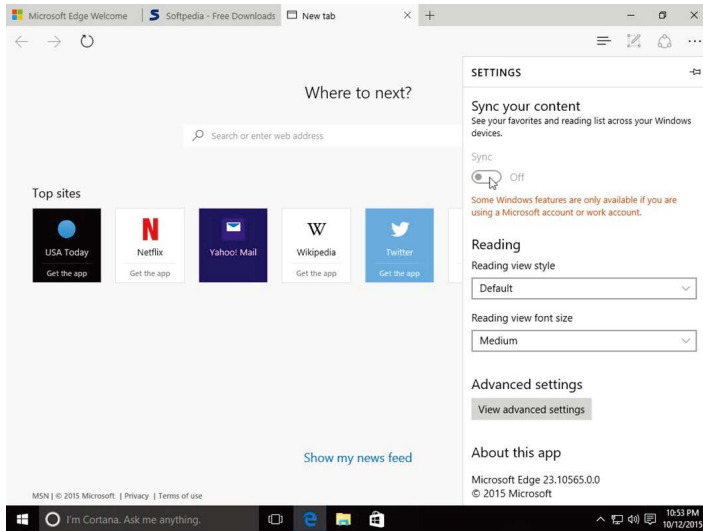 Microsoft Edge Welcome
S Softpedia - Free Downloads
New tab
SETTINGS
Where to next?
Search or enter web address
Sync your content
See your favorites and reading list across your Windows
devices.
Sync
Off
Some Windows features are only available if you are
using a Microsoft account or work account.
Top sites
USA Today
Get the app
N
Netflix
Get the app
Yahoo! Mail
W
Wikipedia
Get the app
Twitter
Get the app
Reading
Reading view style
Default
Reading view font size
Medium
Advanced settings
View advanced settings
Show my news feed
About this app
Microsoft Edge 23.10565.0.0
© 2015 Microsoft
MSN | © 2015 Microsoft | Privacy | Terms of use
I'm Cortana. Ask me anything.
10:53 PM
10/12/2015